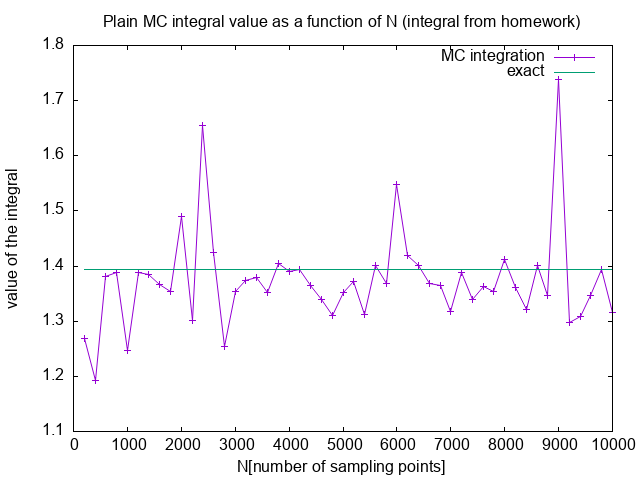 Plain MC integral value as a function of N (integral from homework)
1.8
1.7
1.6
1.5
1.4
1.3
1.2
1.1
value of the integral
MC integration
exact
0 1000 2000 3000 4000 5000 6000 7000 8000 9000 10000
N[number of sampling points]